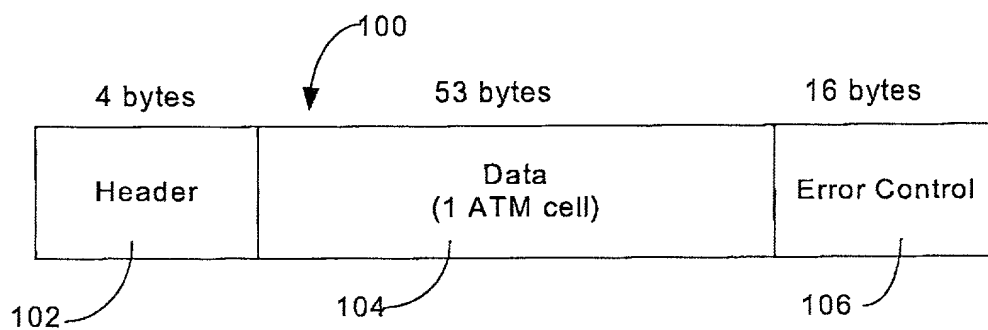 100
4 bytes
53 bytes
16 bytes
Header
Data
(1 ATM cell)
Error Control
102
104
106